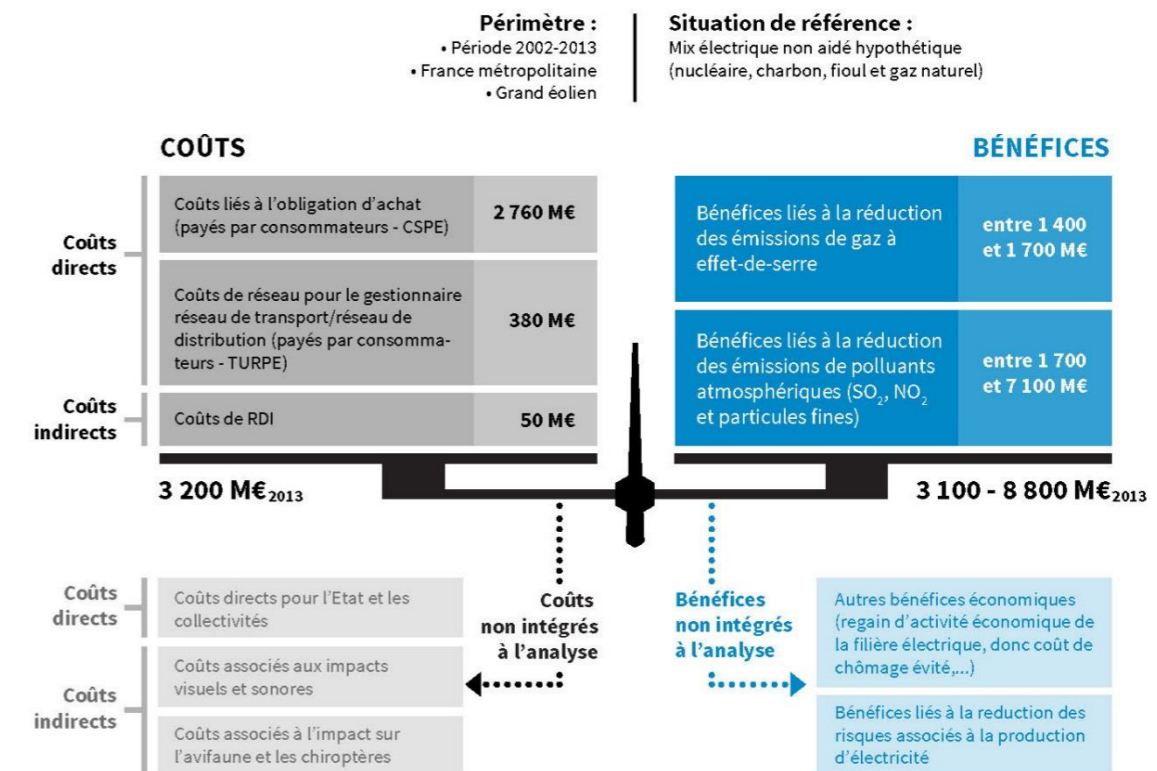 Périmètre :
• Période 2002-2013
• France métropolitaine
• Grand éolien
Situation de référence :
Mix électrique non aidé hypothétique
(nucléaire, charbon, fioul et gaz naturel)
COÛTS
Coûts
directs
Coûts liés à l’obligation d’achat
(payés par consommateurs - CSPE)
2 760 M€
Coûts de réseau pour le gestionnaire
réseau de transport/réseau de
distribution (payés par consomma-
teurs - TURPE)
380 M€
Coûts
indirects
Coûts de RDI
50 M€
3 200 M€2013
BÉNÉFICES
Bénéfices liés à la réduction
des émissions de gaz à
effet-de-serre
entre 1 400
et 1 700 M€
Bénéfices liés à la réduction
des émissions de polluants
atmosphériques (SO2, NO2
et particules fines)
entre 1 700
et 7 100 M€
3 100 - 8 800 M€2013
Coûts
directs
Coûts directs pour l’Etat et les
collectivités
Coûts
indirects
Coûts associés aux impacts
visuels et sonores
Coûts associés à l’impact sur
l’avifaune et les chiroptères
Coûts
non intégrés
à l’analyse
Bénéfices
non intégrés
à l’analyse
Autres bénéfices économiques
(regain d’activité économique de
la filière électrique, donc coût de
chômage évité,...)
Bénéfices liés à la reduction des
risques associés à la production
d’électricité